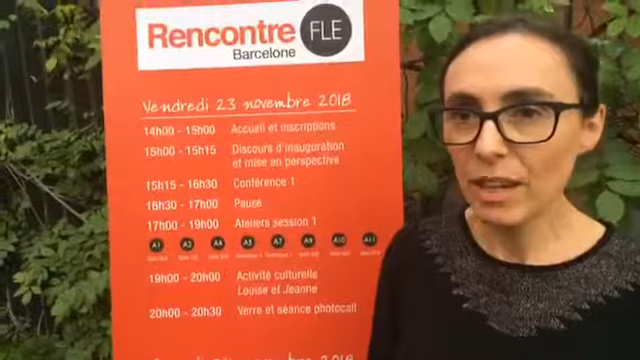 Rencontre FLE
Barcelone
Vendredi 23 novembre 2018
14H00 - 15H00 Accueil et inscriptions
15H00 - 15H15 Discours d'inauguration
et mise en perspective
15H15 - 16H30 Conférence 1
16H30 - 17H00 Pause
17H00 - 19H00 Ateliers session 1
A1 A3 A4 A5 A7 A9 A10 A11
19H00 - 20H00 Activité culturelle
Louise et Jeanne
20H00 - 20H30 Verre et séance photocall
novembre 2018